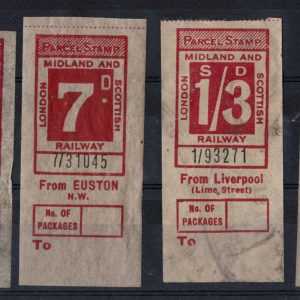 PARCEL STAMP
MIDLAND AND
LONDON
SCOTTISH
7 D
RAILWAY
7/31045
From EUSTON
N.W.
No. OF
PACKAGES
To
PARCEL STAMP
MIDLAND AND
LONDON
SCOTTISH
S D
1/3
RAILWAY
1/93271
From Liverpool
(Lime, Street)
No. OF
PACKAGES
To